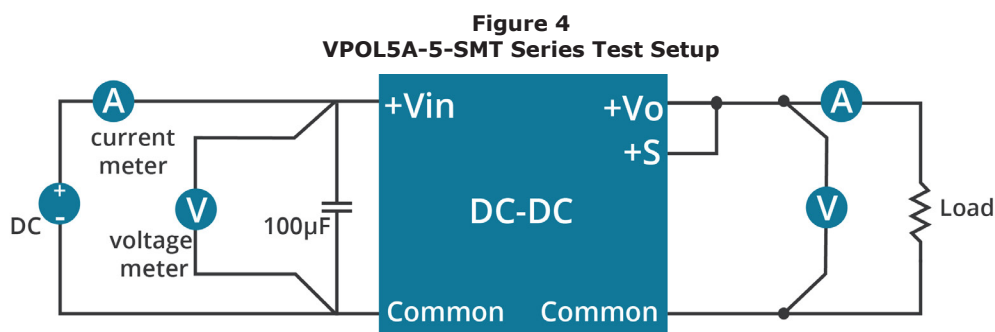 Figure 4
VPOL5A-5-SMT Series Test Setup
A
current
meter
+
-
DC
V
voltage
meter
100µF
+Vin
+Vo
+S
DC-DC
Common
Common
A
V
Load